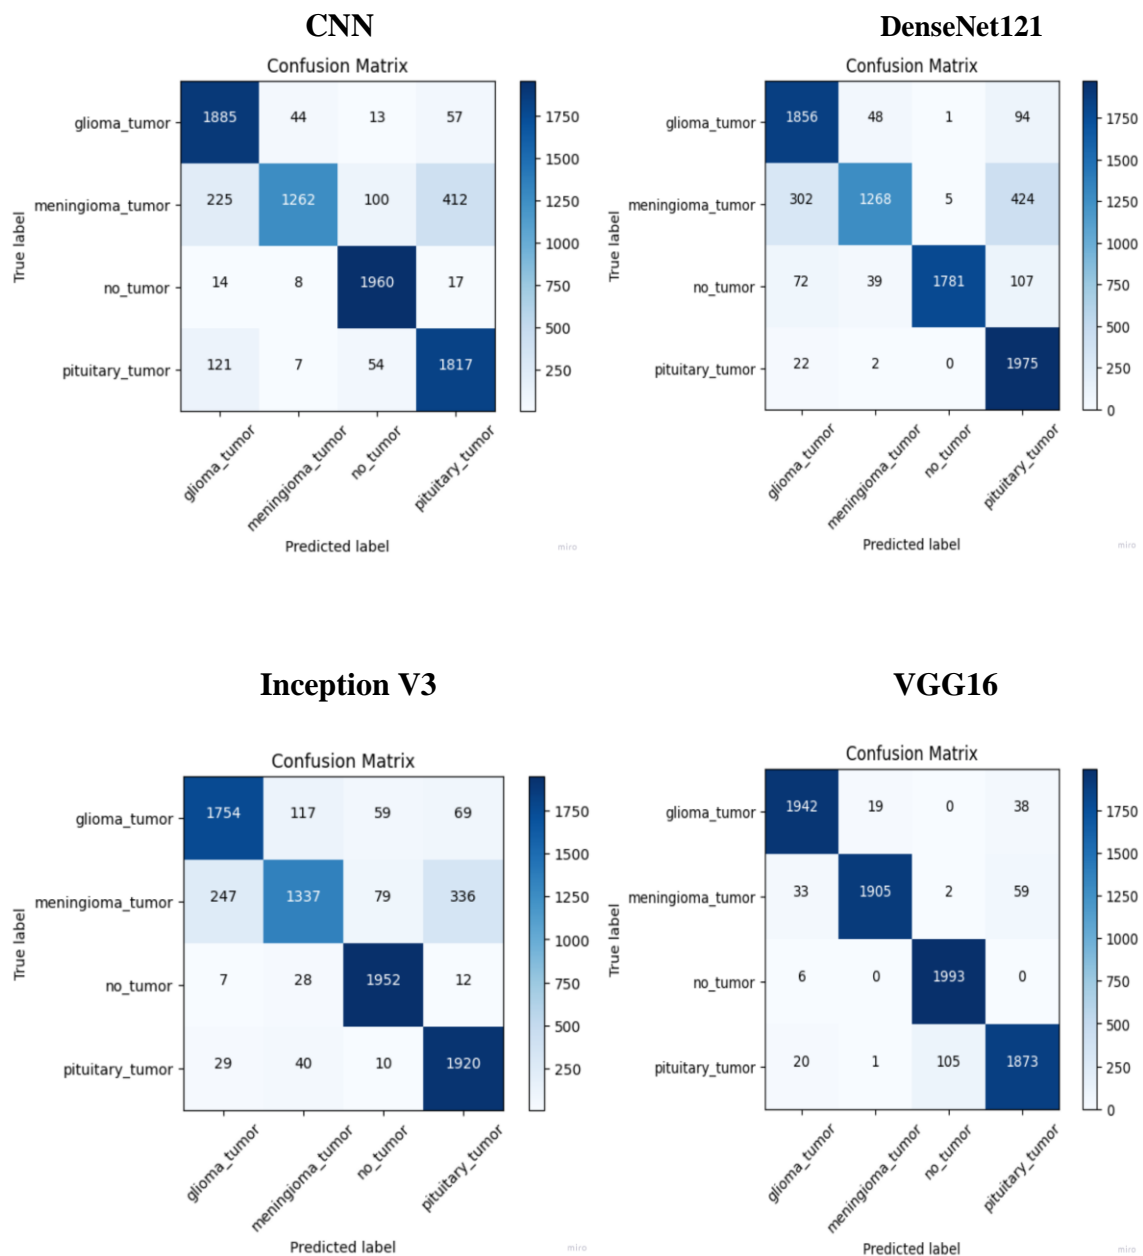 CNN
Confusion Matrix
glioma_tumor 1885 44 13 57
meningioma_tumor 225 1262 100 412
no_tumor 14 8 1960 17
pituitary_tumor 121 7 54 1817
True label
1750
1500
1250
1000
750
500
250
glioma_tumor
meningioma_tumor
no_tumor
pituitary_tumor
Predicted label
miro
DenseNet121
Confusion Matrix
glioma_tumor 1856 48 1 94
meningioma_tumor 302 1268 5 424
no_tumor 72 39 1781 107
pituitary_tumor 22 2 0 1975
True label
1750
1500
1250
1000
750
500
250
0
glioma_tumor
meningioma_tumor
no_tumor
pituitary_tumor
Predicted label
miro
Inception V3
Confusion Matrix
glioma_tumor 1754 117 59 69
meningioma_tumor 247 1337 79 336
no_tumor 7 28 1952 12
pituitary_tumor 29 40 10 1920
True label
1750
1500
1250
1000
750
500
250
glioma_tumor
meningioma_tumor
no_tumor
pituitary_tumor
Predicted label
miro
VGG16
Confusion Matrix
glioma_tumor 1942 19 0 38
meningioma_tumor 33 1905 2 59
no_tumor 6 0 1993 0
pituitary_tumor 20 1 105 1873
True label
1750
1500
1250
1000
750
500
250
0
glioma_tumor
meningioma_tumor
no_tumor
pituitary_tumor
Predicted label
miro